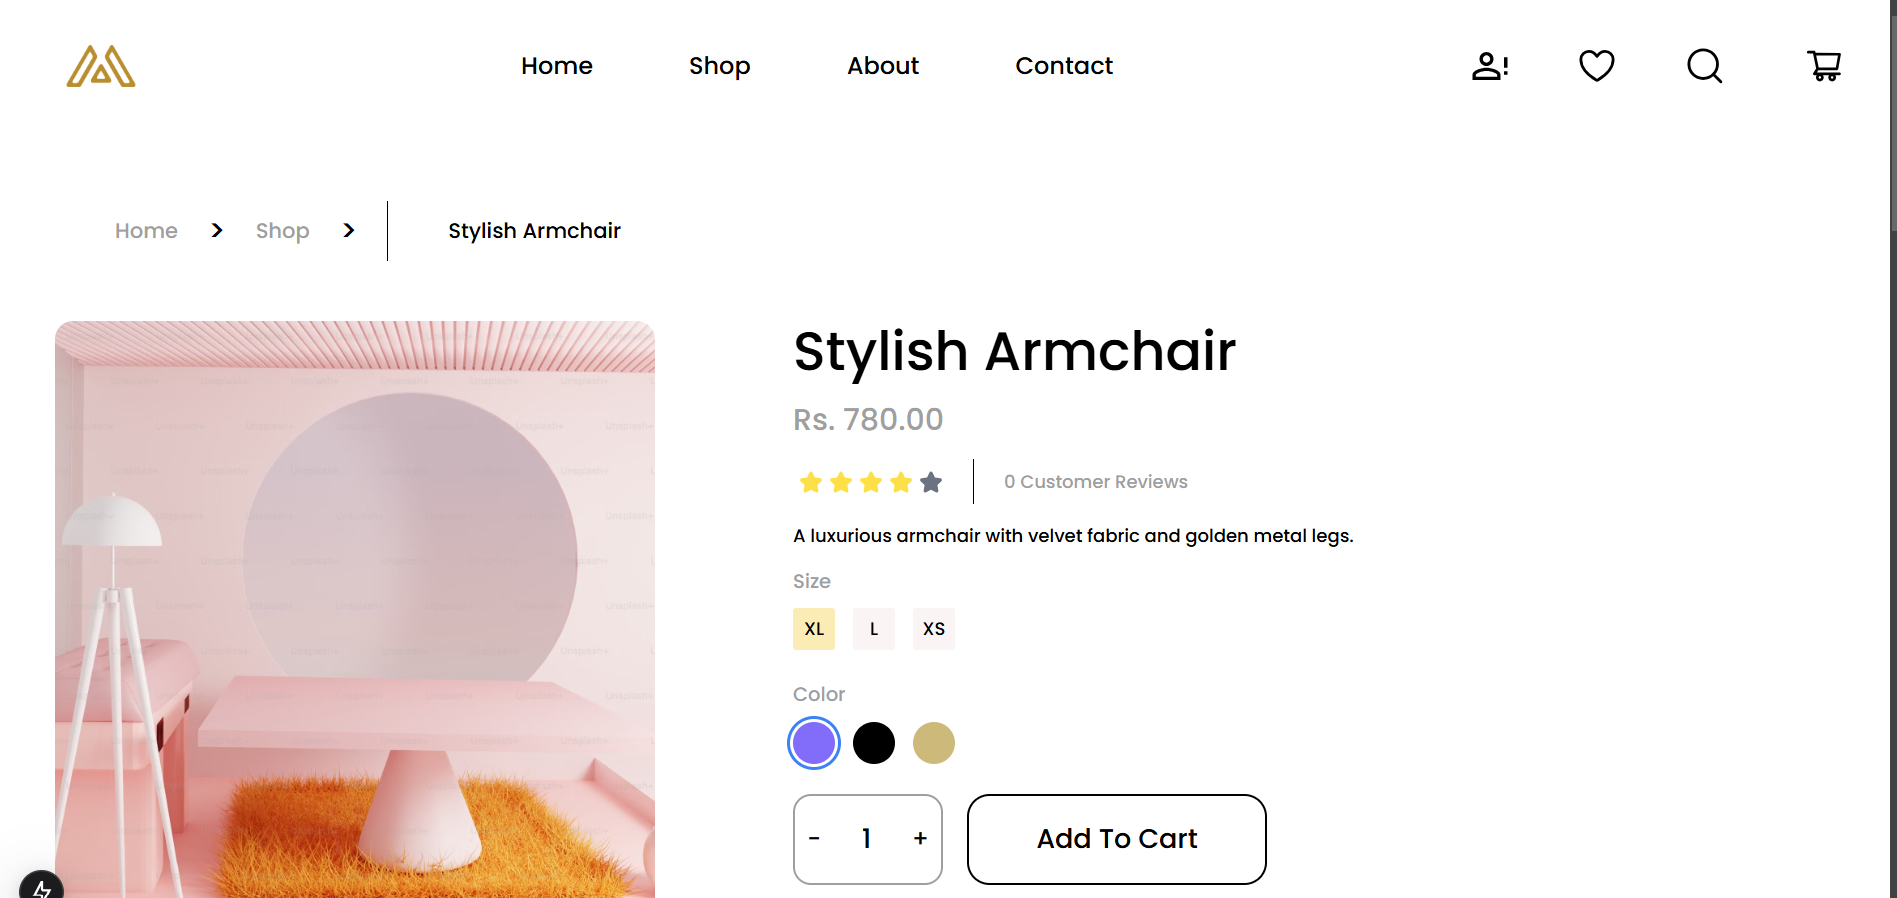 Home Shop About Contact
Home > Shop > Stylish Armchair
Stylish Armchair
Rs. 780.00
0 Customer Reviews
A luxurious armchair with velvet fabric and golden metal legs.
Size
XL L XS
Color
- 1 +
Add To Cart
Unsplash+